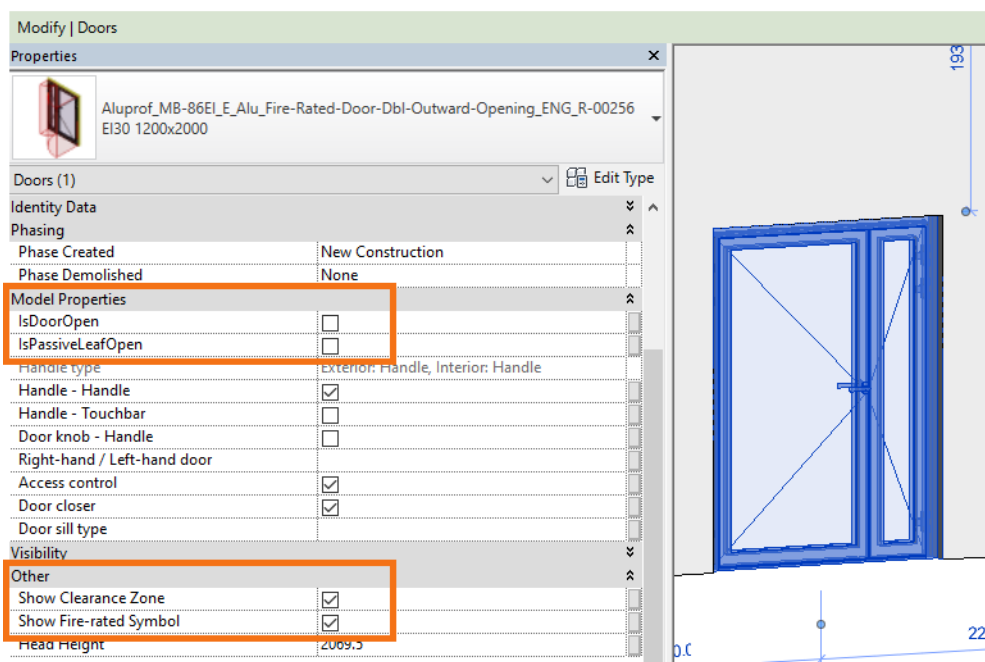 Modify | Doors
Properties
Aluprof_MB-86EI_E_Alu_Fire-Rated-Door-Dbl-Outward-Opening_ENG_R-00256
EI30 1200x2000
Doors (1)
Edit Type
Identity Data
Phasing
Phase Created New Construction
Phase Demolished None
Model Properties
IsDoorOpen
IsPassiveLeafOpen
Handle type Exterior: Handle, Interior: Handle
Handle - Handle
Handle - Touchbar
Door knob - Handle
Right-hand / Left-hand door
Access control
Door closer
Door sill type
Visibility
Other
Show Clearance Zone
Show Fire-rated Symbol
Head Height 2069.5
193
22